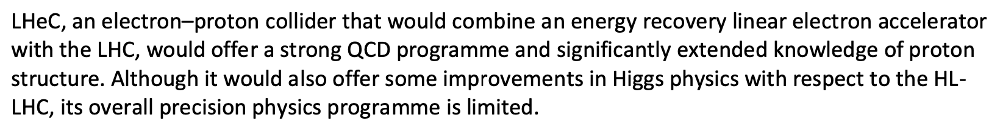 LHeC, an electron–proton collider that would combine an energy recovery linear electron accelerator
with the LHC, would offer a strong QCD programme and significantly extended knowledge of proton
structure. Although it would also offer some improvements in Higgs physics with respect to the HL-
LHC, its overall precision physics programme is limited.